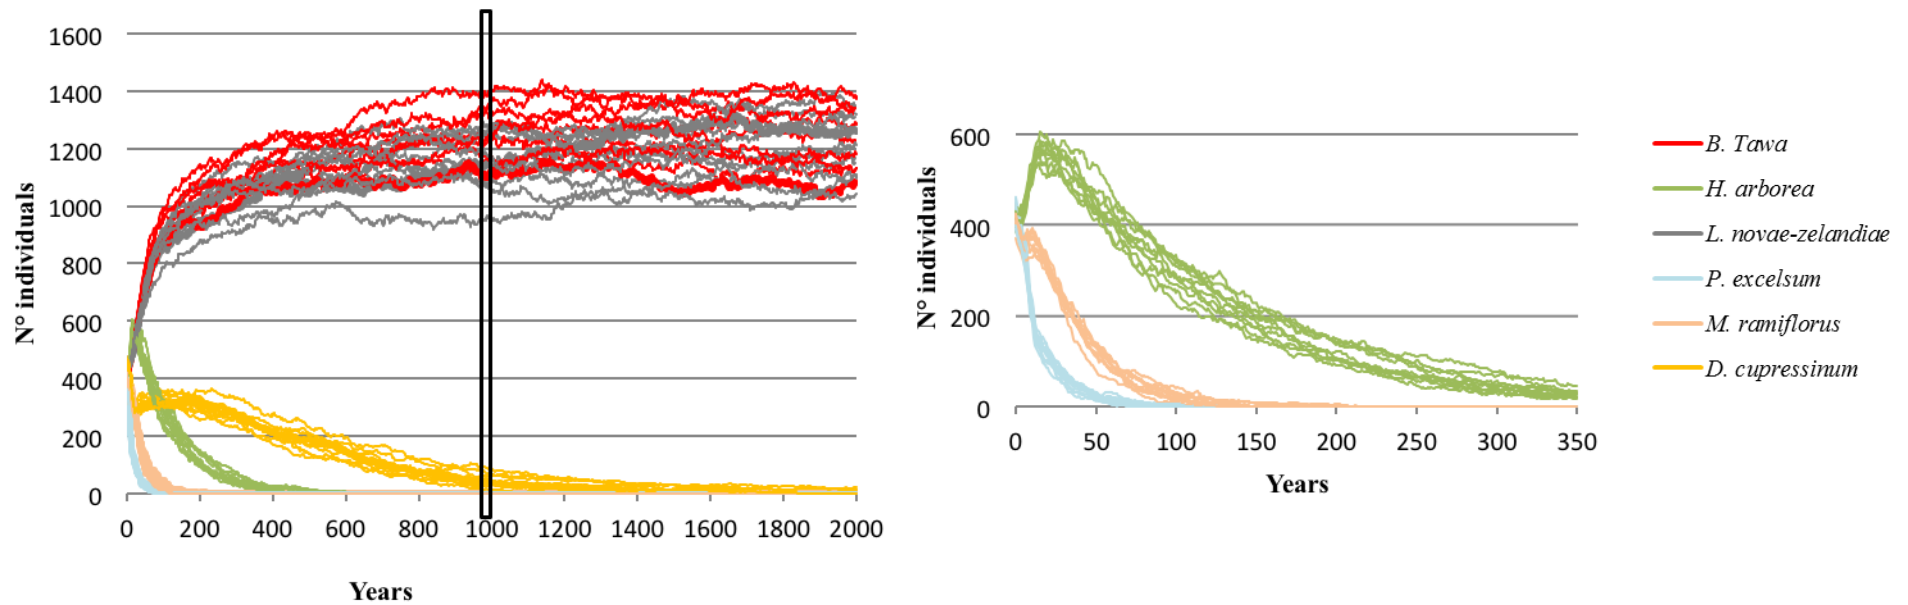 1600
1400
1200
1000
800
600
400
200
0
N° individuals
0 200 400 600 800 1000 1200 1400 1600 1800 2000
Years
600
400
200
0
N° individuals
0 50 100 150 200 250 300 350
Years
B. Tawa
H. arborea
L. novae-zelandiae
P. excelsum
M. ramiflorus
D. cupressinum